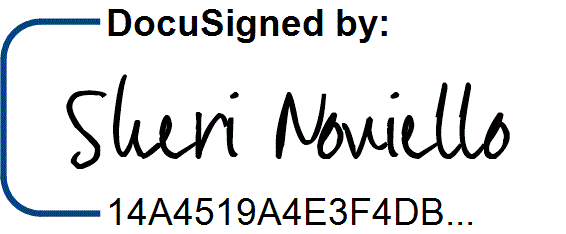 DocuSigned by:
Sheri Noviello
14A4519A4E3F4DB...